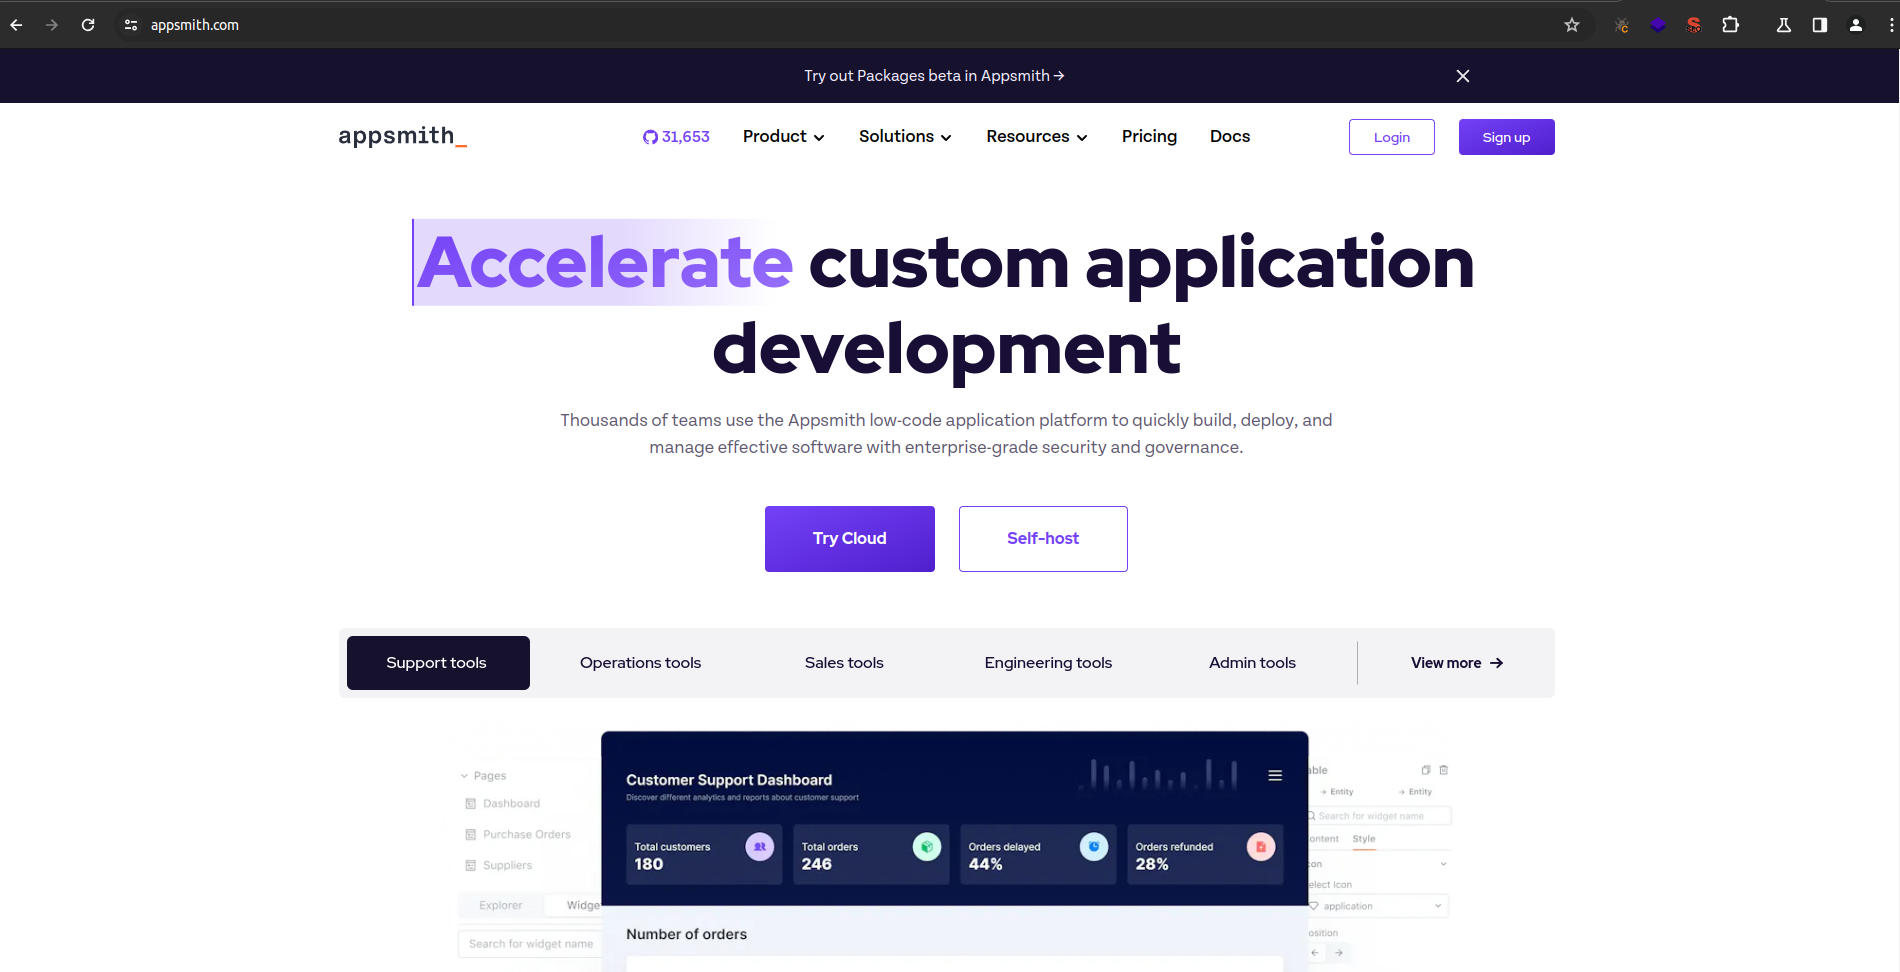 appsmith.com
Try out Packages beta in Appsmith →
appsmith_
31,653 Product Solutions Resources Pricing Docs Login Sign up
Accelerate custom application
development
Thousands of teams use the Appsmith low-code application platform to quickly build, deploy, and
manage effective software with enterprise-grade security and governance.
Try Cloud Self-host
Support tools Operations tools Sales tools Engineering tools Admin tools View more →
Pages
Dashboard
Purchase Orders
Suppliers
Explorer Widge
Search for widget name
Customer Support Dashboard
Discover different analytics and reports about customer support
Total customers
180
Total orders
246
Orders delayed
44%
Orders refunded
28%
Number of orders
able
→ Entity → Entity
Search for widget name
ontent Style
con
elect Icon
application
osition
← →